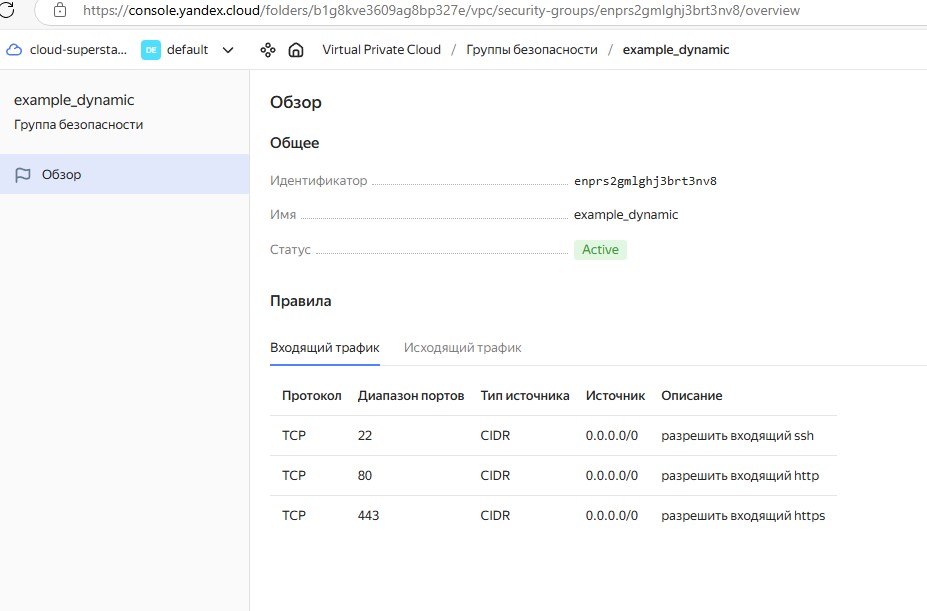 https://console.yandex.cloud/folders/b1g8kve3609ag8bp327e/vpc/security-groups/enprs2gmlghj3brt3nv8/overview
cloud-supersta... DE default Virtual Private Cloud / Группы безопасности / example_dynamic
example_dynamic
Группа безопасности
Обзор
Обзор
Общее
Идентификатор enprs2gmlghj3brt3nv8
Имя example_dynamic
Статус Active
Правила
Входящий трафик Исходящий трафик
Протокол Диапазон портов Тип источника Источник Описание
TCP 22 CIDR 0.0.0.0/0 разрешить входящий ssh
TCP 80 CIDR 0.0.0.0/0 разрешить входящий http
TCP 443 CIDR 0.0.0.0/0 разрешить входящий https